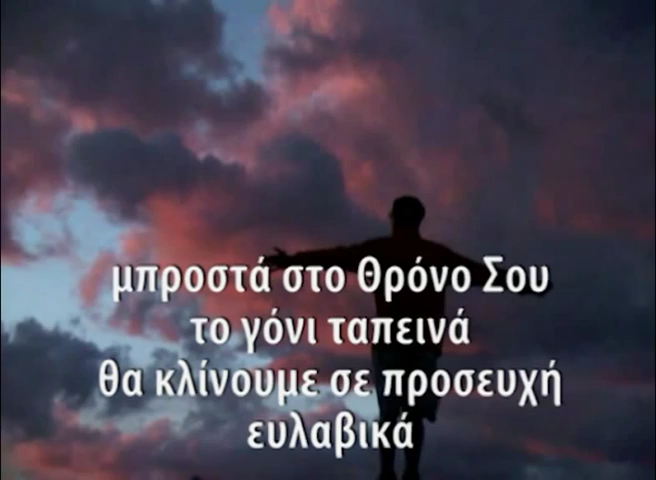 μπροστά στο Θρόνο Σου
το γόνι ταπεινά
θα κλίνουμε σε προσευχή
ευλαβικά